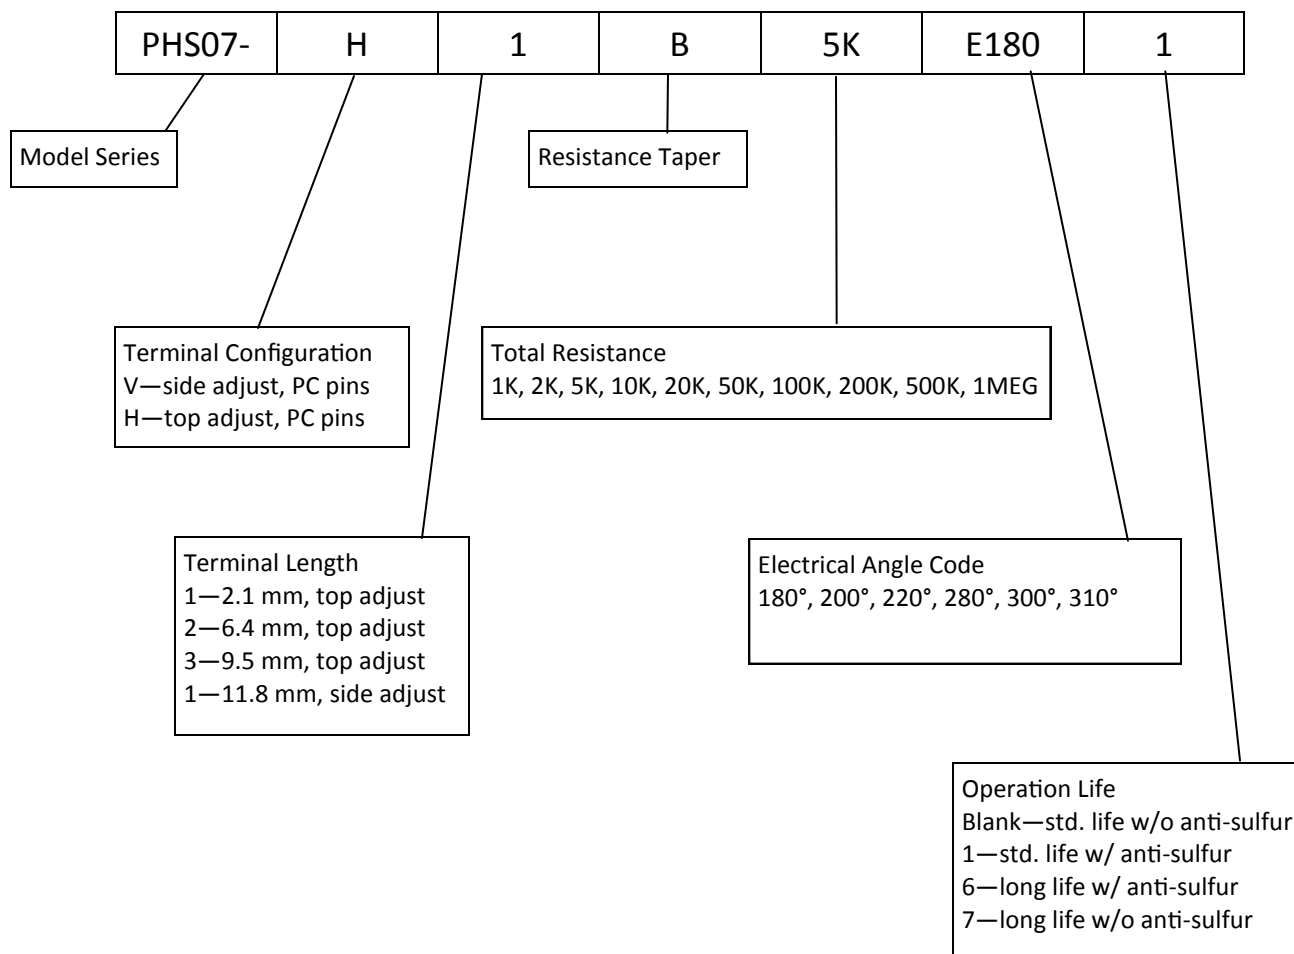 PHS07- H 1 B 5K E180 1
Model Series
Resistance Taper
Terminal Configuration
V—side adjust, PC pins
H—top adjust, PC pins
Total Resistance
1K, 2K, 5K, 10K, 20K, 50K, 100K, 200K, 500K, 1MEG
Terminal Length
1—2.1 mm, top adjust
2—6.4 mm, top adjust
3—9.5 mm, top adjust
1—11.8 mm, side adjust
Electrical Angle Code
180°, 200°, 220°, 280°, 300°, 310°
Operation Life
Blank—std. life w/o anti-sulfur
1—std. life w/ anti-sulfur
6—long life w/ anti-sulfur
7—long life w/o anti-sulfur